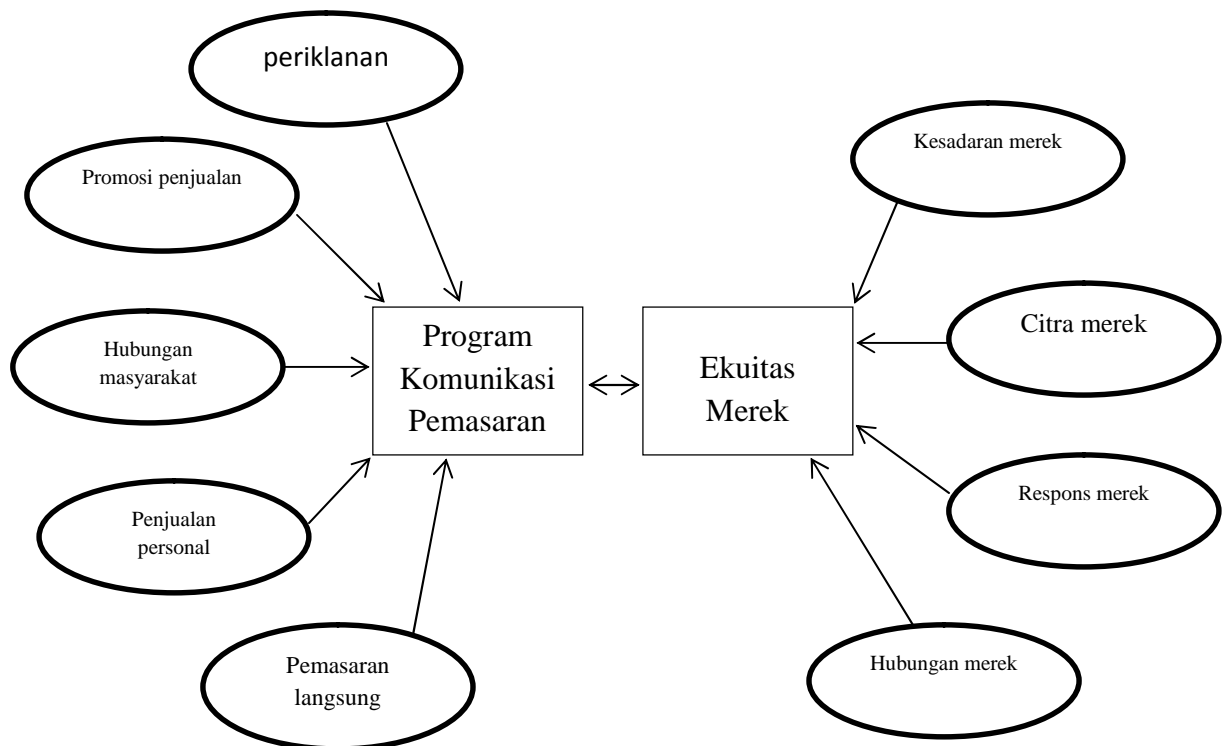 periklanan
Promosi penjualan
Hubungan
masyarakat
Penjualan
personal
Pemasaran
langsung
Program
Komunikasi
Pemasaran
Ekuitas
Merek
Kesadaran merek
Citra merek
Respons merek
Hubungan merek